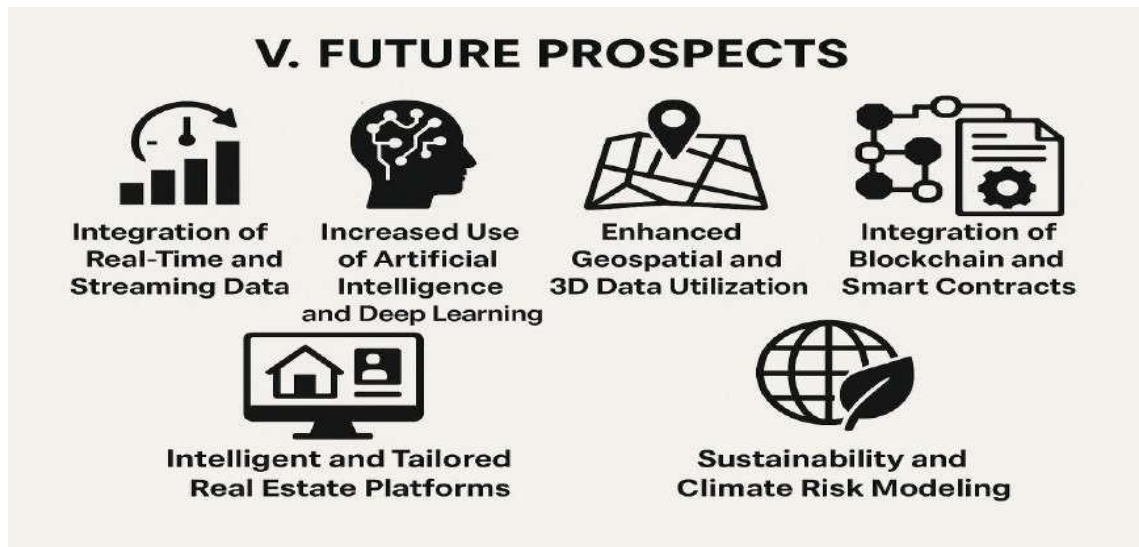 V. FUTURE PROSPECTS
Integration of
Real-Time and
Streaming Data
Increased Use
of Artificial
Intelligence
and Deep Learning
Enhanced
Geospatial and
3D Data Utilization
Integration of
Blockchain and
Smart Contracts
Intelligent and Tailored
Real Estate Platforms
Sustainability and
Climate Risk Modeling